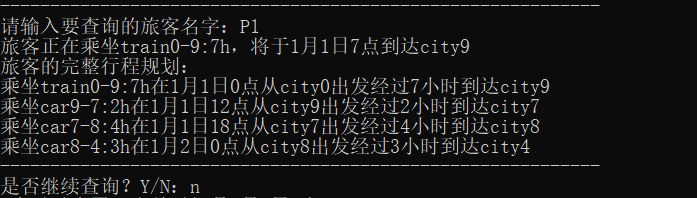 请输入要查询的旅客名字：P1
旅客正在乘坐train0-9:7h，将于1月1日7点到达city9
旅客的完整行程规划：
乘坐train0-9:7h在1月1日0点从city0出发经过7小时到达city9
乘坐car9-7:2h在1月1日12点从city9出发经过2小时到达city7
乘坐car7-8:4h在1月1日18点从city7出发经过4小时到达city8
乘坐car8-4:3h在1月2日0点从city8出发经过3小时到达city4
是否继续查询？Y/N：n